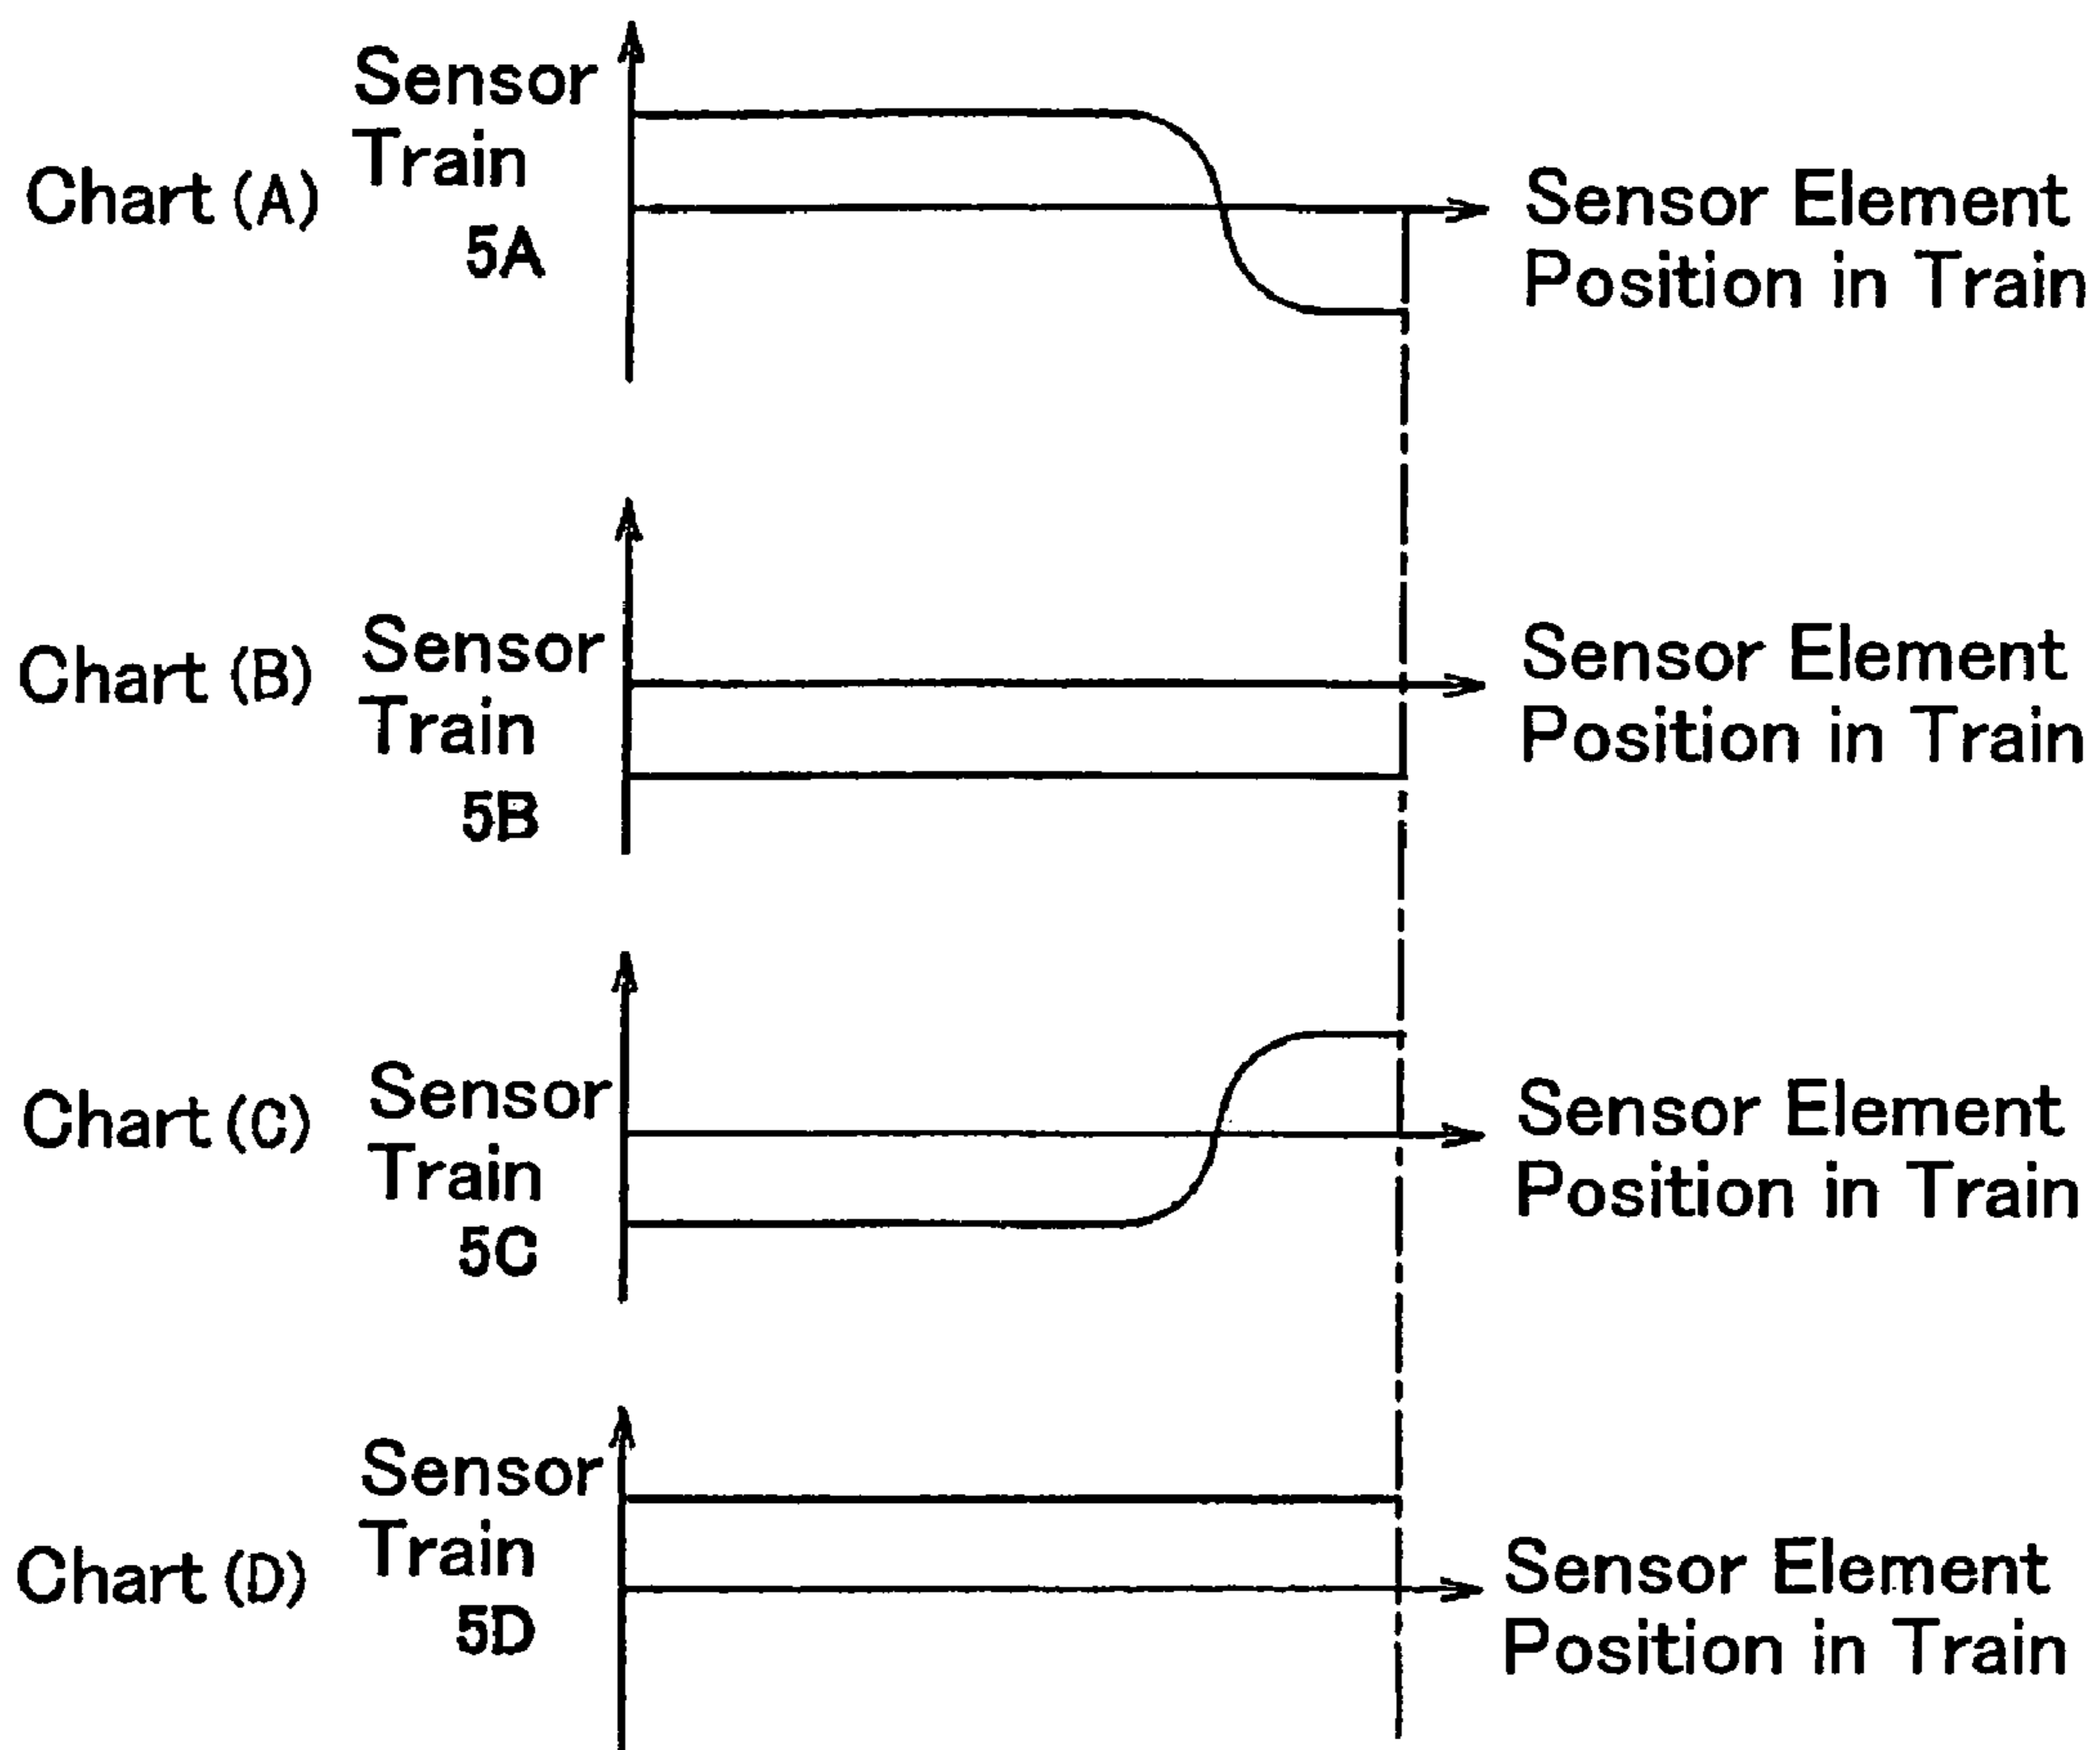 Chart (A)
Sensor
Train
5A
Sensor Element
Position in Train
Chart (B)
Sensor
Train
5B
Sensor Element
Position in Train
Chart (C)
Sensor
Train
5C
Sensor Element
Position in Train
Chart (D)
Sensor
Train
5D
Sensor Element
Position in Train